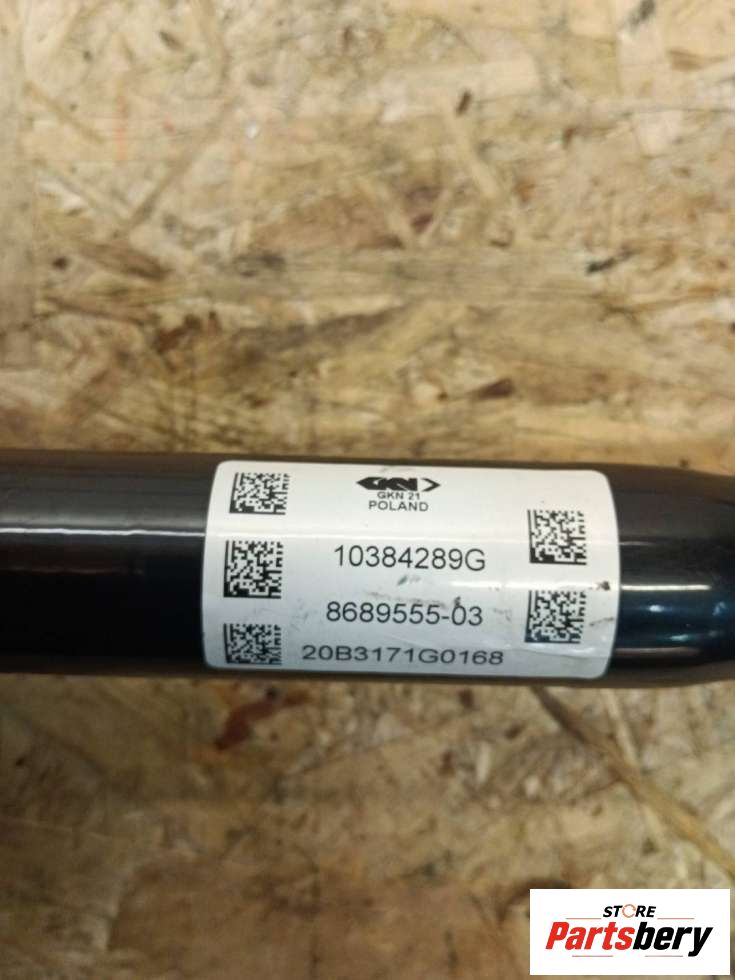 GKN
GKN 21
POLAND
10384289G
8689555-03
20B3171G0168
STORE
Partsbery